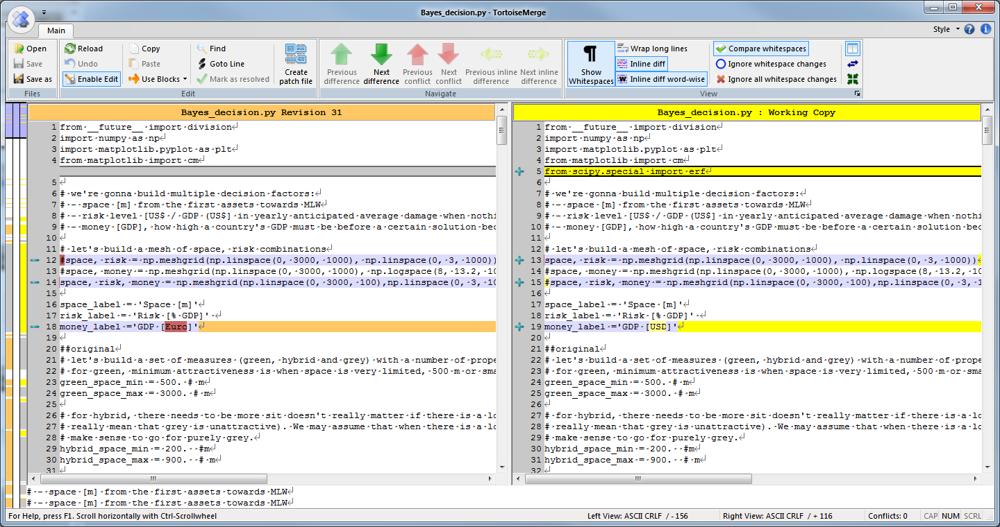 Bayes_decision.py - TortoiseMerge
Main
Style
Open
Save
Save as
Files
Reload
Undo
Enable Edit
Copy
Paste
Use Blocks
Find
Goto Line
Mark as resolved
Create patch file
Edit
Previous difference
Next difference
Previous conflict
Next conflict
Previous inline difference
Next inline difference
Navigate
Show Whitespaces
Wrap long lines
Inline diff
Inline diff word-wise
Compare whitespaces
Ignore whitespace changes
Ignore all whitespace changes
View
Bayes_decision.py Revision 31
1 from __future__ import division
2 import numpy as np
3 import matplotlib.pyplot as plt
4 from matplotlib import cm
5
6 # we're gonna build multiple decision factors:
7 # - space [m] from the first assets towards MLW
8 # - risk level [US$ / GDP (US$] in yearly anticipated average damage when nothi
9 # - money [GDP], how high a country's GDP must be before a certain solution bec
10
11 # let's build a mesh of space, risk combinations
12 #space, risk = np.meshgrid(np.linspace(0, 3000, 1000), np.linspace(0, 3, 1000))
13 #space, money = np.meshgrid(np.linspace(0, 3000, 1000), np.logspace(8, 13.2, 10
14 space, risk, money = np.meshgrid(np.linspace(0, 3000, 100),np.linspace(0, 3, 10
15
16 space_label = 'Space [m]'
17 risk_label = 'Risk [% GDP]'
18 money_label ='GDP [Euro]'
19
20 ##original
21 # let's build a set of measures (green, hybrid and grey) with a number of prope
22 # for green, minimum attractiveness is when space is very limited, 500 m or sma
23 green_space_min = 500. # m
24 green_space_max = 3000. # m
25
26 # for hybrid, there needs to be more sit doesn't really matter if there is a lo
27 # really mean that grey is unattractive). We may assume that when there is a lo
28 # make sense to go for purely grey.
29 hybrid_space_min = 200. #m
30 hybrid_space_max = 900. # m
31
Bayes_decision.py : Working Copy
1 from __future__ import division
2 import numpy as np
3 import matplotlib.pyplot as plt
4 from matplotlib import cm
5 from scipy.special import erf
6
7 # we're gonna build multiple decision factors:
8 # - space [m] from the first assets towards MLW
9 # - risk level [US$ / GDP (US$] in yearly anticipated average damage when nothi
10 # - money [GDP], how high a country's GDP must be before a certain solution bec
11
12 # let's build a mesh of space, risk combinations
13 space, risk = np.meshgrid(np.linspace(0, 3000, 1000), np.linspace(0, 3, 1000))
14 #space, money = np.meshgrid(np.linspace(0, 3000, 1000), np.logspace(8, 13.2, 10
15 #space, risk, money = np.meshgrid(np.linspace(0, 3000, 100),np.linspace(0, 3, 1
16
17 space_label = 'Space [m]'
18 risk_label = 'Risk [% GDP]'
19 money_label ='GDP [USD]'
20
21 ##original
22 # let's build a set of measures (green, hybrid and grey) with a number of prope
23 # for green, minimum attractiveness is when space is very limited, 500 m or sma
24 green_space_min = 500. # m
25 green_space_max = 3000. # m
26
27 # for hybrid, there needs to be more sit doesn't really matter if there is a lo
28 # really mean that grey is unattractive). We may assume that when there is a lo
29 # make sense to go for purely grey.
30 hybrid_space_min = 200. #m
31 hybrid_space_max = 900. # m
32
# - space [m] from the first assets towards MLW
# - space [m] from the first assets towards MLW
For Help, press F1. Scroll horizontally with Ctrl-Scrollwheel
Left View: ASCII CRLF / - 156
Right View: ASCII CRLF / + 116
Conflicts: 0
CAP NUM SCRL